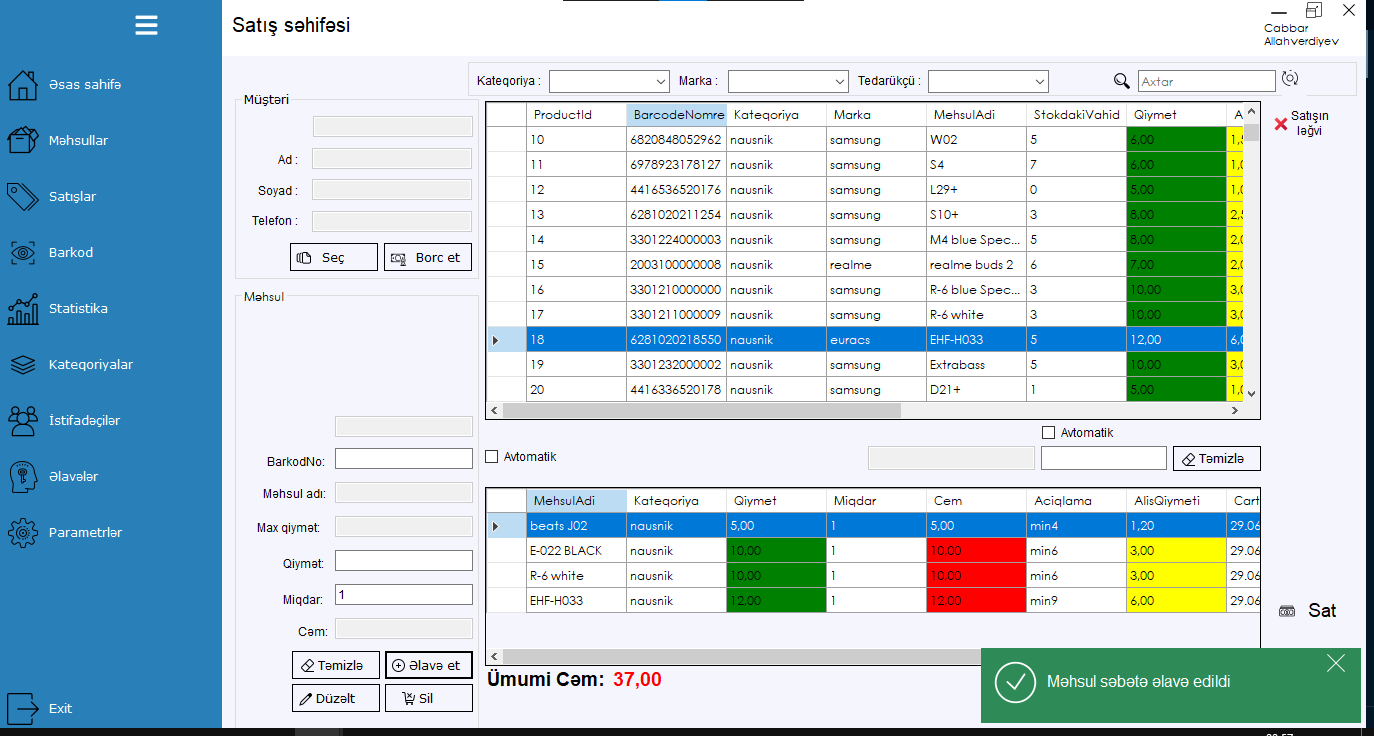 Satış səhifəsi
Cabbar
Allahverdiyev
Əsas sahifə
Məhsullar
Satışlar
Barkod
Statistika
Kateqoriyalar
İstifadəçilər
Əlavələr
Parametrlər
Exit
Kateqoriya : Marka : Tedarükçü : Axtar
Müştəri
Ad :
Soyad :
Telefon :
Seç Borc et
Məhsul
BarkodNo:
Məhsul adı:
Max qiymət:
Qiymət:
Miqdar: 1
Cəm:
Təmizlə Əlavə et
Düzəlt Sil
ProductId BarcodeNomre Kateqoriya Marka MehsulAdi StokdakiVahid Qiymet A
10 6820848052962 nausnik samsung W02 5 6,00 1,5
11 6978923178127 nausnik samsung S4 7 6,00 1,0
12 4416536520176 nausnik samsung L29+ 0 5,00 1,0
13 6281020211254 nausnik samsung S10+ 3 8,00 2,5
14 3301224000003 nausnik samsung M4 blue Spec... 5 8,00 2,0
15 2003100000008 nausnik realme realme buds 2 6 7,00 2,0
16 3301210000000 nausnik samsung R-6 blue Spec... 3 10,00 3,0
17 3301211000009 nausnik samsung R-6 white 3 10,00 3,0
18 6281020218550 nausnik euracs EHF-H033 5 12,00 6,0
19 3301232000002 nausnik samsung Extrabass 5 10,00 3,0
20 4416336520178 nausnik samsung D21+ 1 5,00 1,0
Satışın
ləğvi
Avtomatik
Avtomatik
Təmizlə
MehsulAdi Kateqoriya Qiymet Miqdar Cem Aciqlama AlisQiymeti Cart
beats J02 nausnik 5,00 1 5,00 min4 1,20 29.06
E-022 BLACK nausnik 10,00 1 10,00 min6 3,00 29.06
R-6 white nausnik 10,00 1 10,00 min6 3,00 29.06
EHF-H033 nausnik 12,00 1 12,00 min9 6,00 29.06
Sat
Ümumi Cəm: 37,00
Məhsul səbətə əlavə edildi